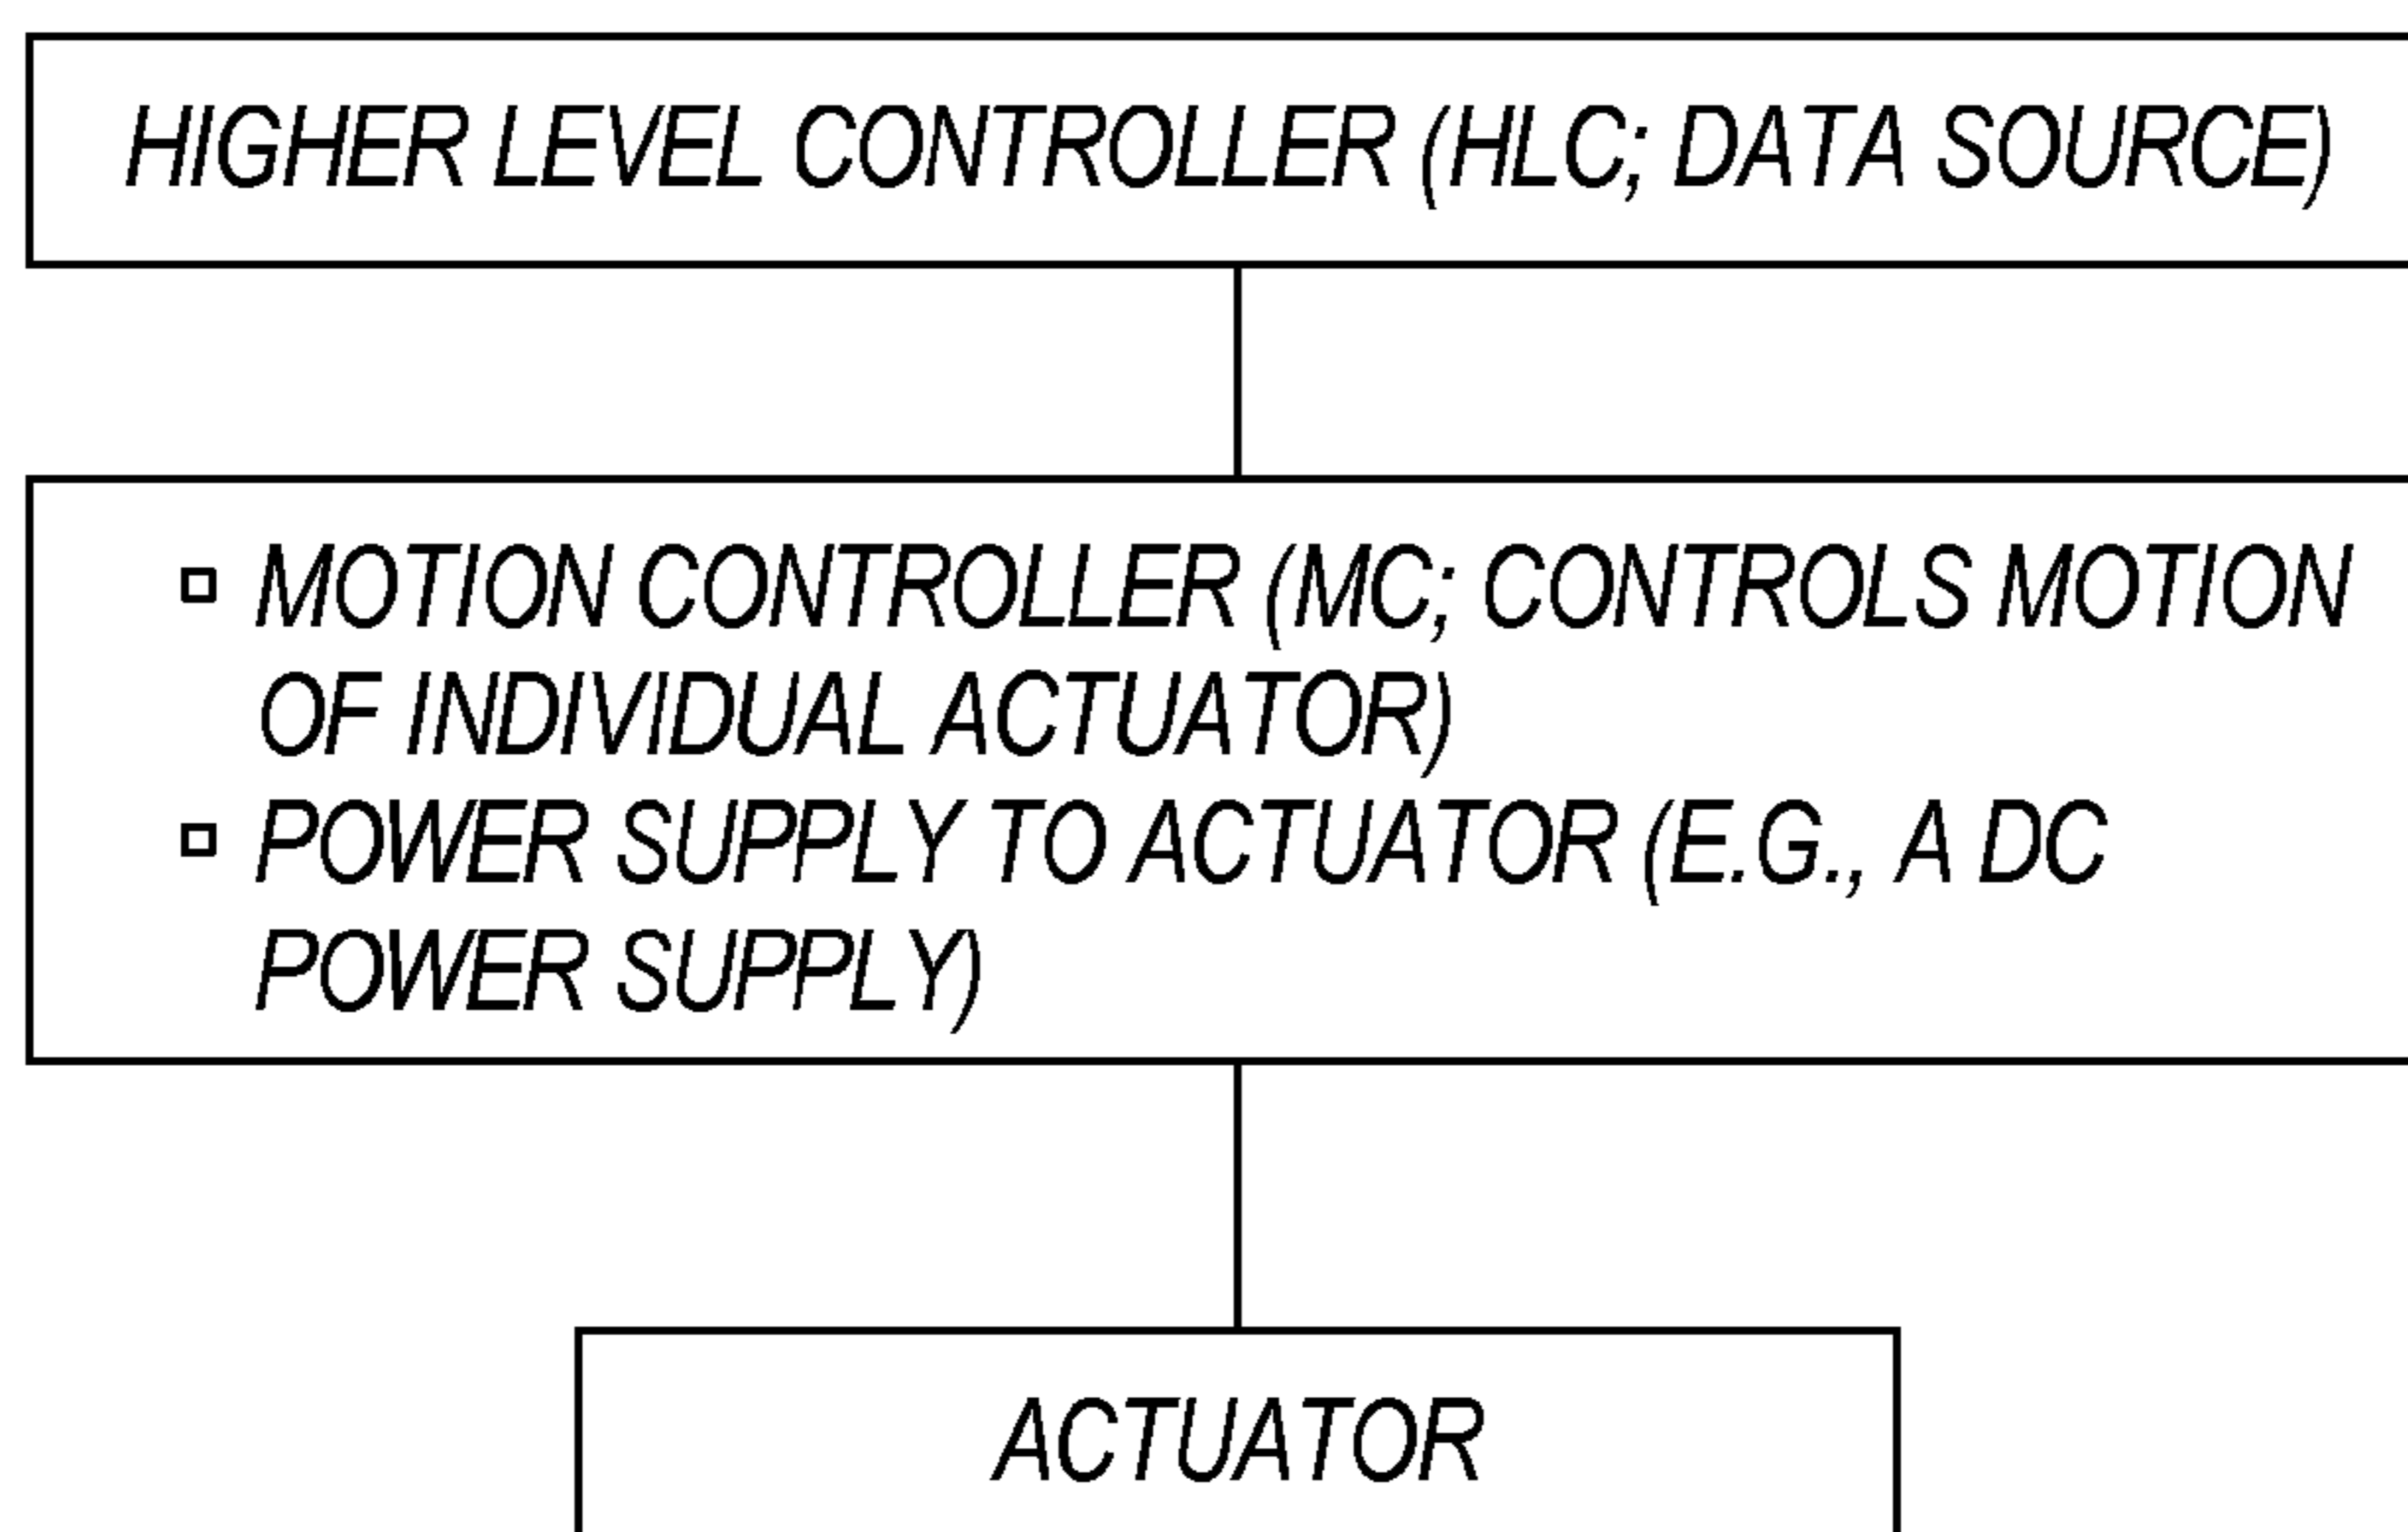 HIGHER LEVEL CONTROLLER (HLC; DATA SOURCE)
▫ MOTION CONTROLLER (MC; CONTROLS MOTION
OF INDIVIDUAL ACTUATOR)
▫ POWER SUPPLY TO ACTUATOR (E.G., A DC
POWER SUPPLY)
ACTUATOR